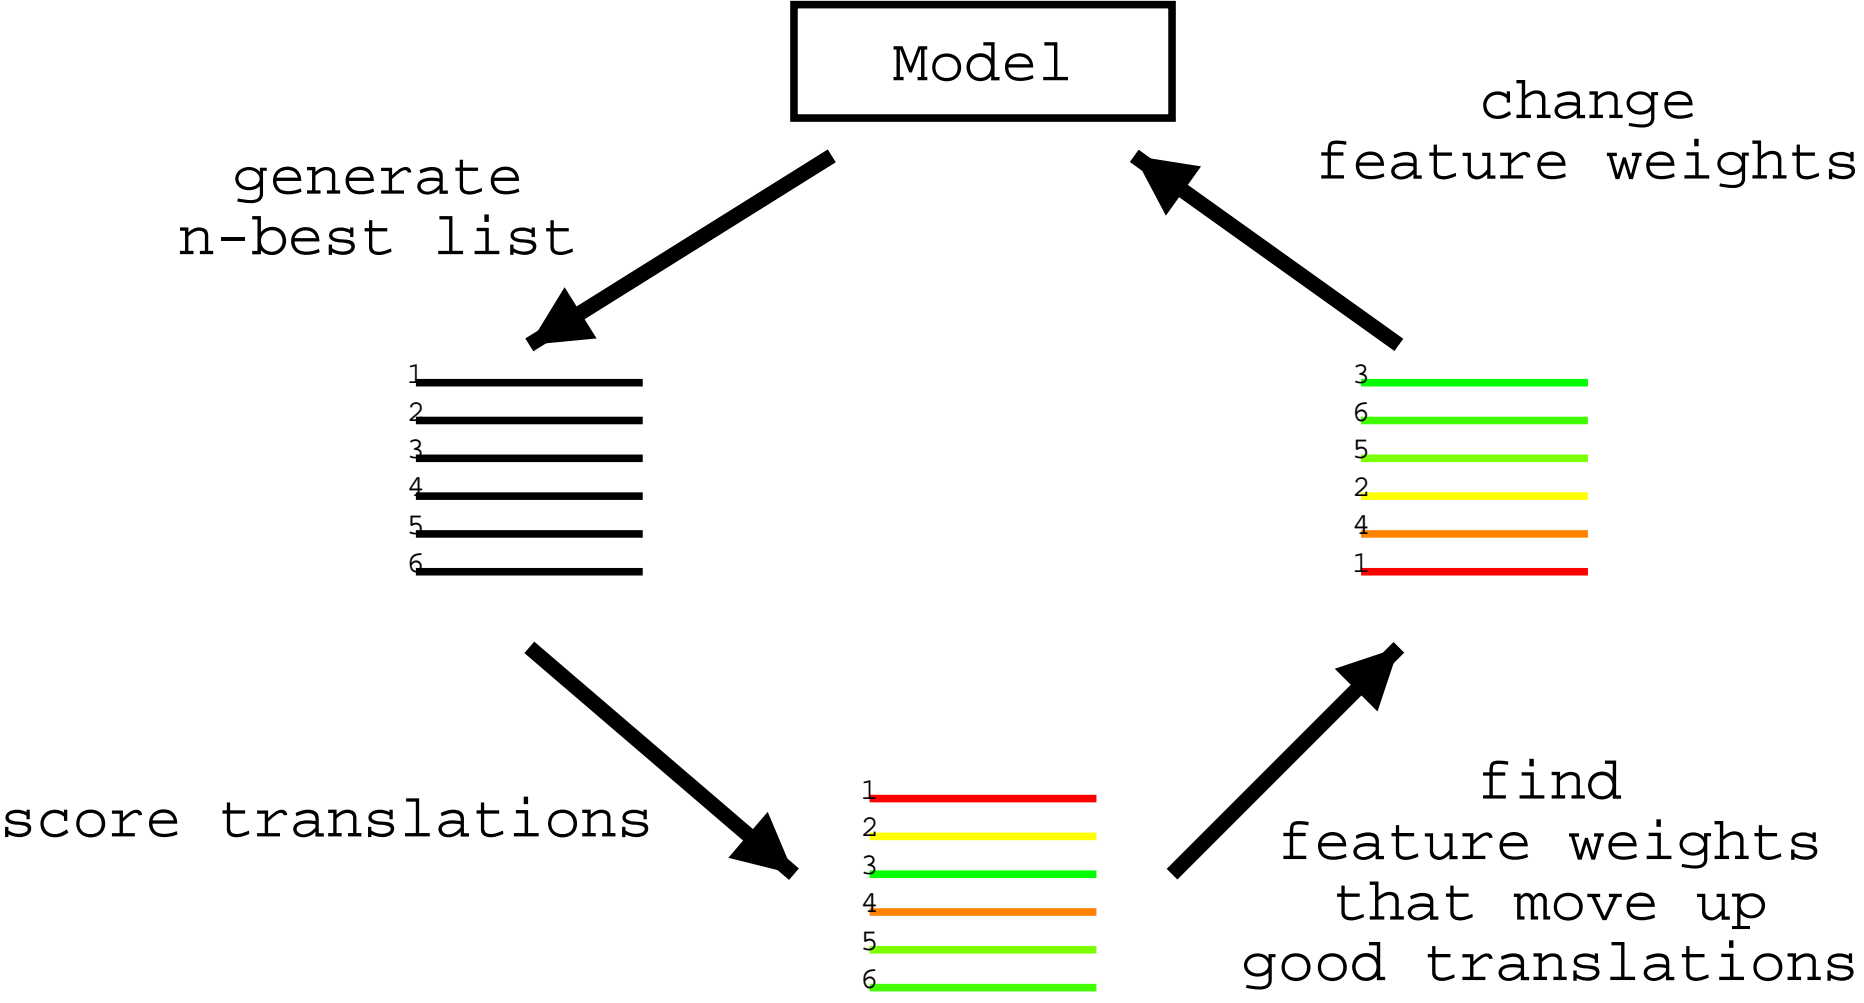 Model
change
feature weights
generate
n-best list
1
2
3
4
5
6
3
6
5
2
4
1
score translations
1
2
3
4
5
6
find
feature weights
that move up
good translations